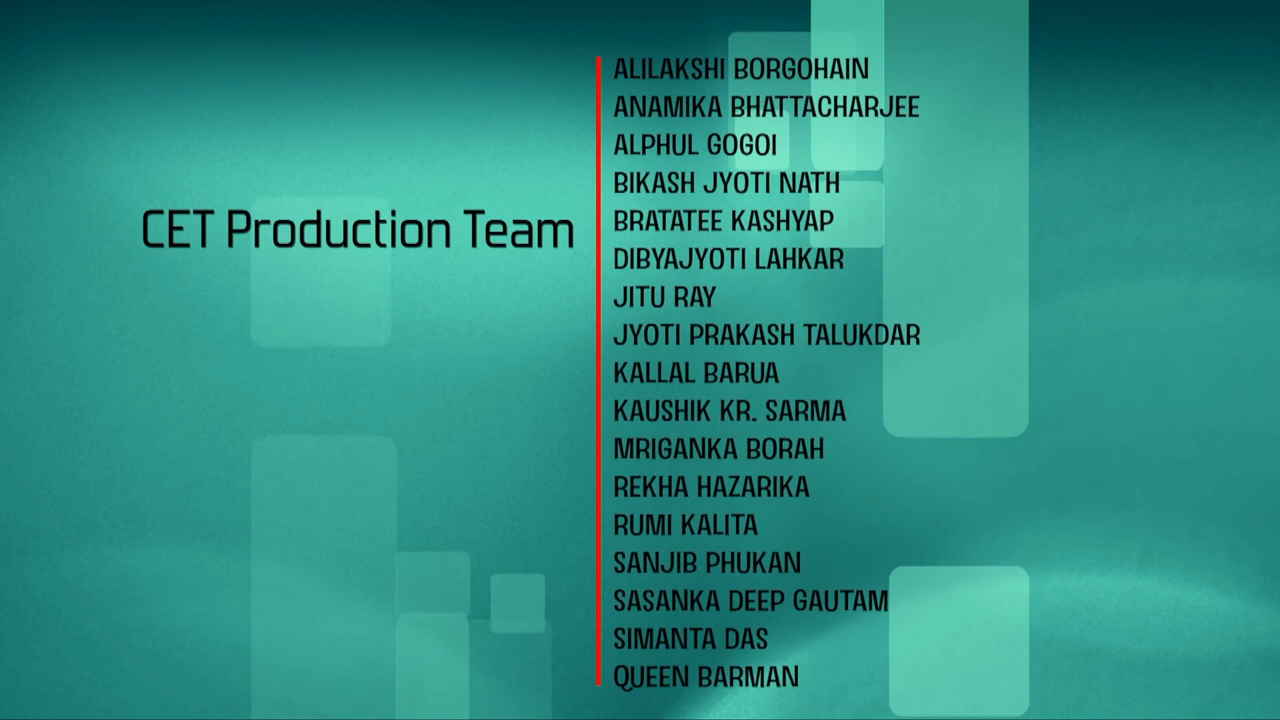 CET Production Team
ALILAKSHI BORGOHAIN
ANAMIKA BHATTACHARJEE
ALPHUL GOGOI
BIKASH JYOTI NATH
BRATATEE KASHYAP
DIBYAJYOTI LAHKAR
JITU RAY
JYOTI PRAKASH TALUKDAR
KALLAL BARUA
KAUSHIK KR. SARMA
MRIGANKA BORAH
REKHA HAZARIKA
RUMI KALITA
SANJIB PHUKAN
SASANKA DEEP GAUTAM
SIMANTA DAS
QUEEN BARMAN